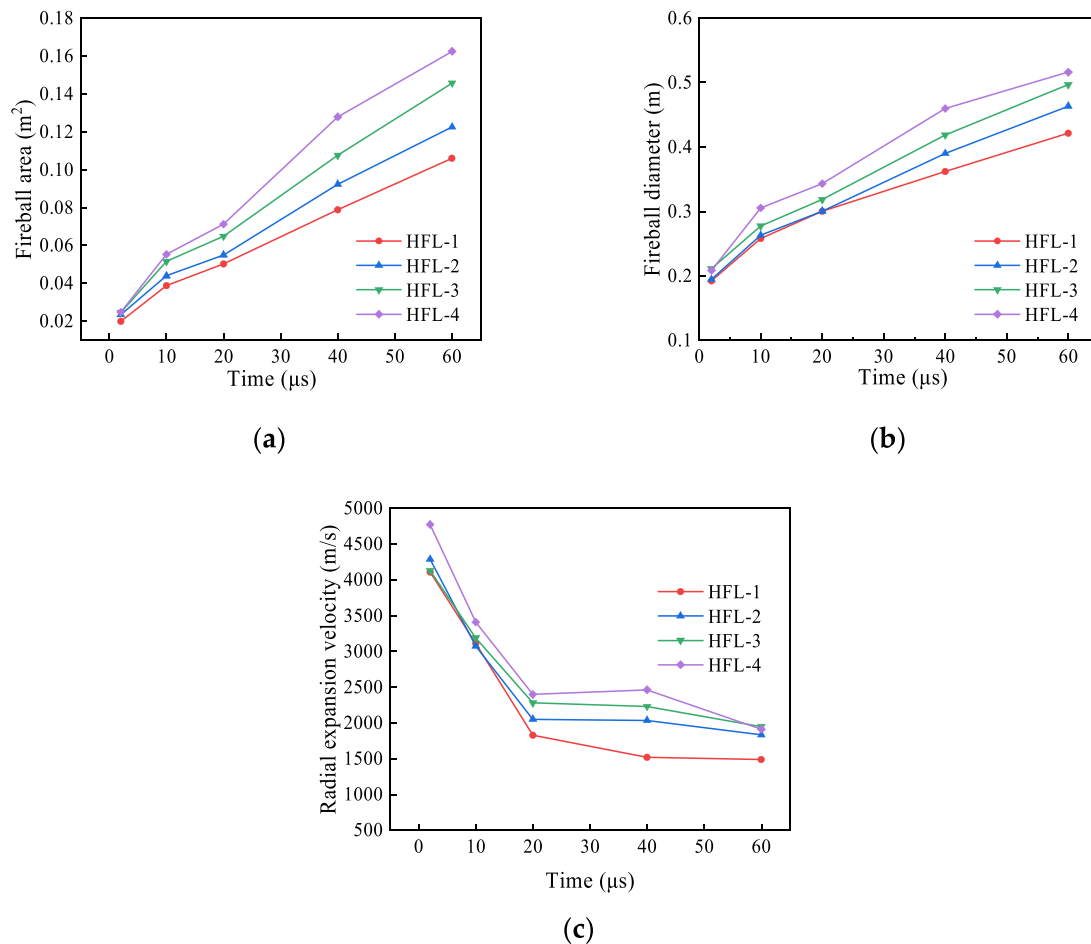 0.18
0.16
0.14
0.12
0.10
0.08
0.06
0.04
0.02
Fireball area (m²)
HFL-1
HFL-2
HFL-3
HFL-4
0 10 20 30 40 50 60
Time (μs)
(a)
0.6
0.5
0.4
0.3
0.2
0.1
Fireball diameter (m)
HFL-1
HFL-2
HFL-3
HFL-4
0 10 20 30 40 50 60
Time (μs)
(b)
5000
4500
4000
3500
3000
2500
2000
1500
1000
500
Radial expansion velocity (m/s)
HFL-1
HFL-2
HFL-3
HFL-4
0 10 20 30 40 50 60
Time (μs)
(c)